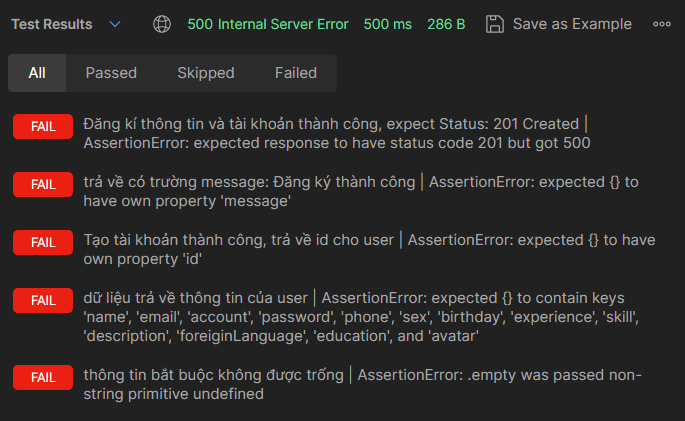 Test Results 500 Internal Server Error 500 ms 286 B Save as Example
All Passed Skipped Failed
FAIL Đăng kí thông tin và tài khoản thành công, expect Status: 201 Created |
AssertionError: expected response to have status code 201 but got 500
FAIL trả về có trường message: Đăng ký thành công | AssertionError: expected {} to
have own property 'message'
FAIL Tạo tài khoản thành công, trả về id cho user | AssertionError: expected {} to have
own property 'id'
FAIL dữ liệu trả về thông tin của user | AssertionError: expected {} to contain keys
'name', 'email', 'account', 'password', 'phone', 'sex', 'birthday', 'experience', 'skill',
'description', 'foreiginLanguage', 'education', and 'avatar'
FAIL thông tin bắt buộc không được trống | AssertionError: .empty was passed non-
string primitive undefined